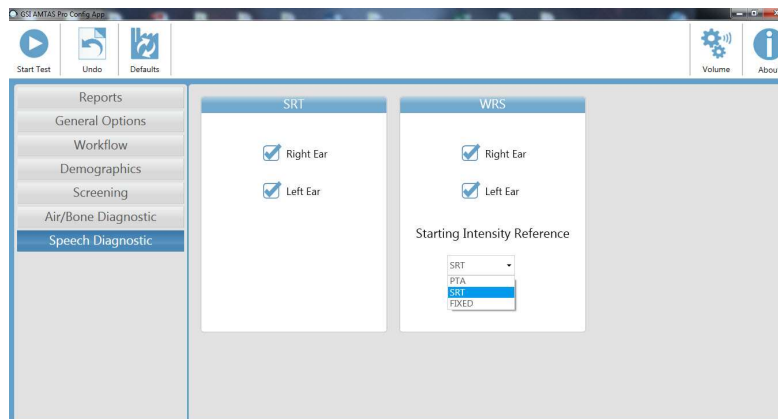 GSI AMTAS Pro Config App
Start Test
Undo
Defaults
Volume
Abou
Reports
General Options
Workflow
Demographics
Screening
Air/Bone Diagnostic
Speech Diagnostic
SRT
Right Ear
Left Ear
WRS
Right Ear
Left Ear
Starting Intensity Reference
SRT
PTA
SRT
FIXED